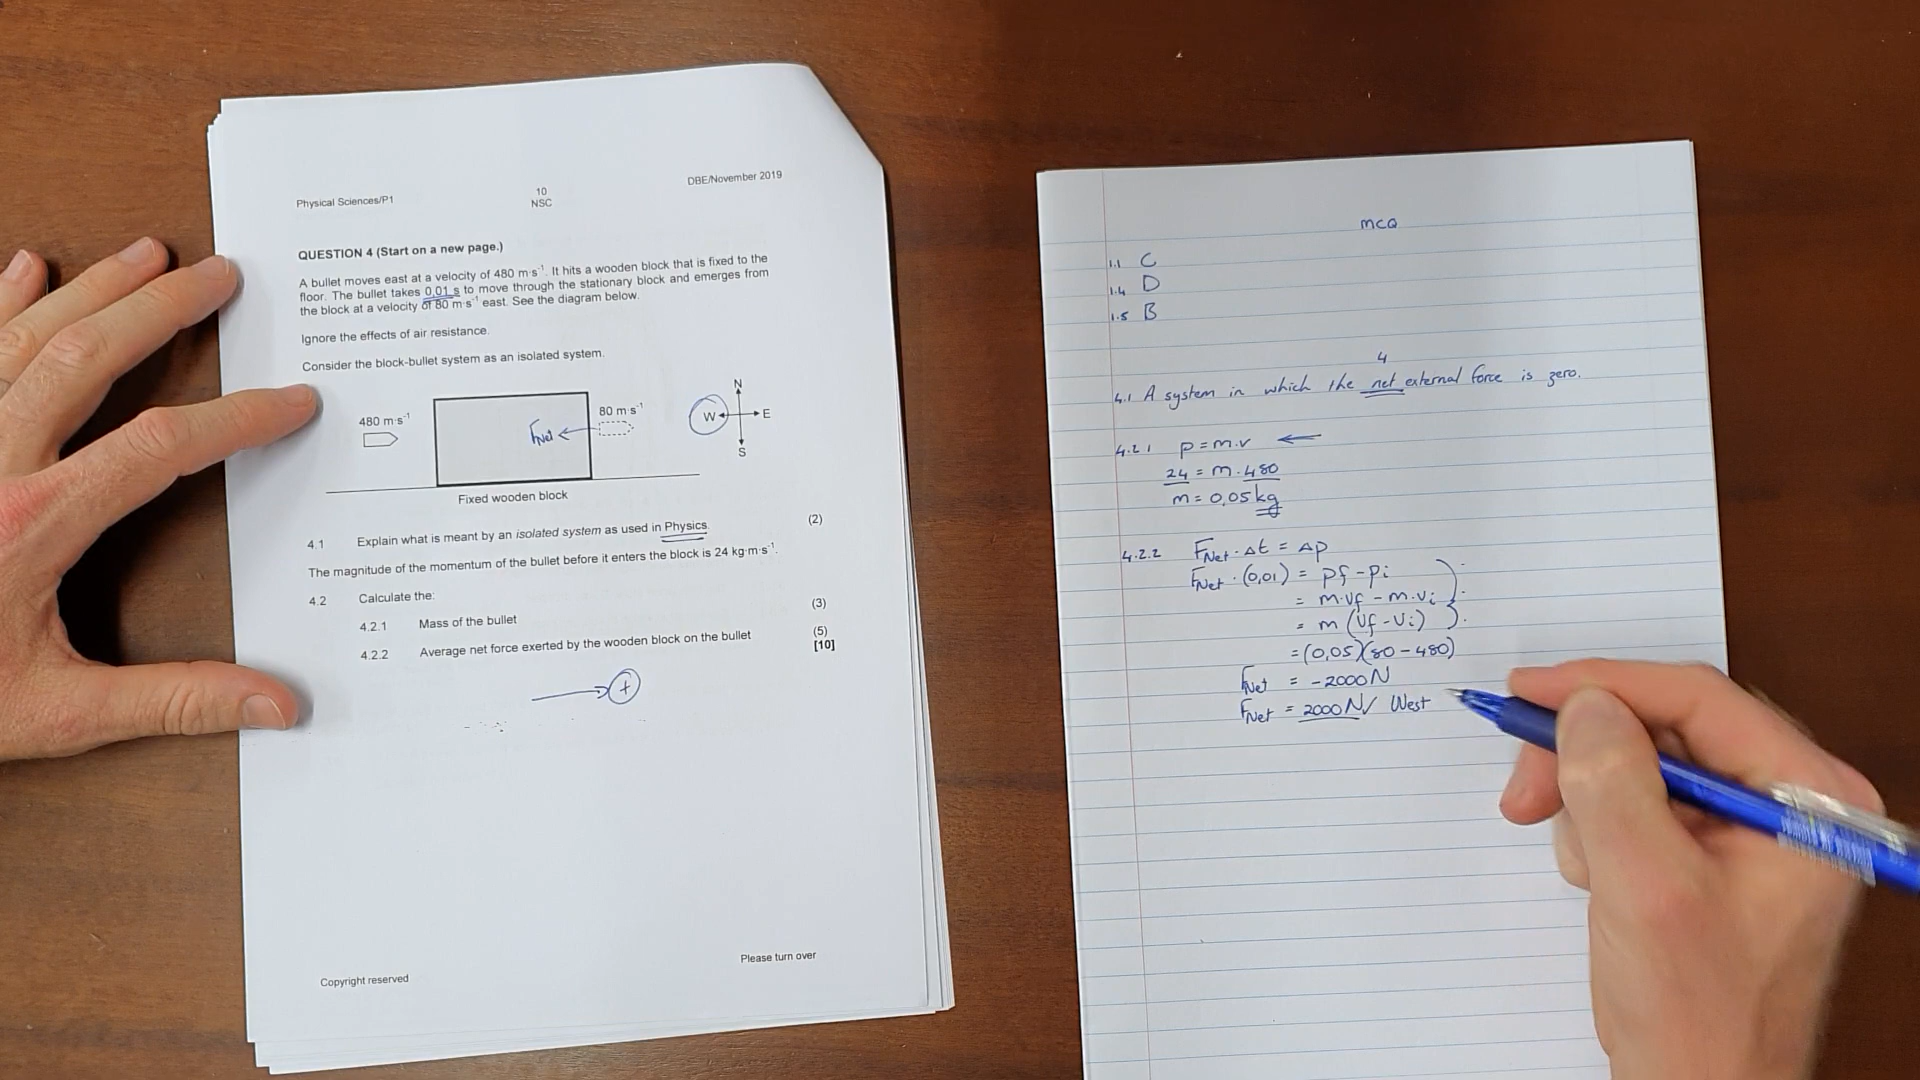 Physical Sciences/P1
10
NSC
DBE/November 2019
QUESTION 4 (Start on a new page.)
A bullet moves east at a velocity of 480 m·s⁻¹. It hits a wooden block that is fixed to the
floor. The bullet takes 0,01 s to move through the stationary block and emerges from
the block at a velocity of 80 m·s⁻¹ east. See the diagram below.
Ignore the effects of air resistance.
Consider the block-bullet system as an isolated system.
480 m·s⁻¹
FNet
80 m·s⁻¹
N
W
E
S
Fixed wooden block
4.1 Explain what is meant by an isolated system as used in Physics. (2)
The magnitude of the momentum of the bullet before it enters the block is 24 kg·m·s⁻¹.
4.2 Calculate the:
4.2.1 Mass of the bullet (3)
4.2.2 Average net force exerted by the wooden block on the bullet (5)
[10]
+
Copyright reserved
Please turn over
MCQ
1.1 C
1.4 D
1.5 B
4
4.1 A system in which the net external force is zero.
4.2.1 p = m.v
24 = m.480
m = 0,05 kg
4.2.2 FNet·Δt = Δp
FNet·(0,01) = pf - pi
= m.vf - m.vi
= m (vf - vi)
= (0,05)(80 - 480)
FNet = -2000N
FNet = 2000 N/ West